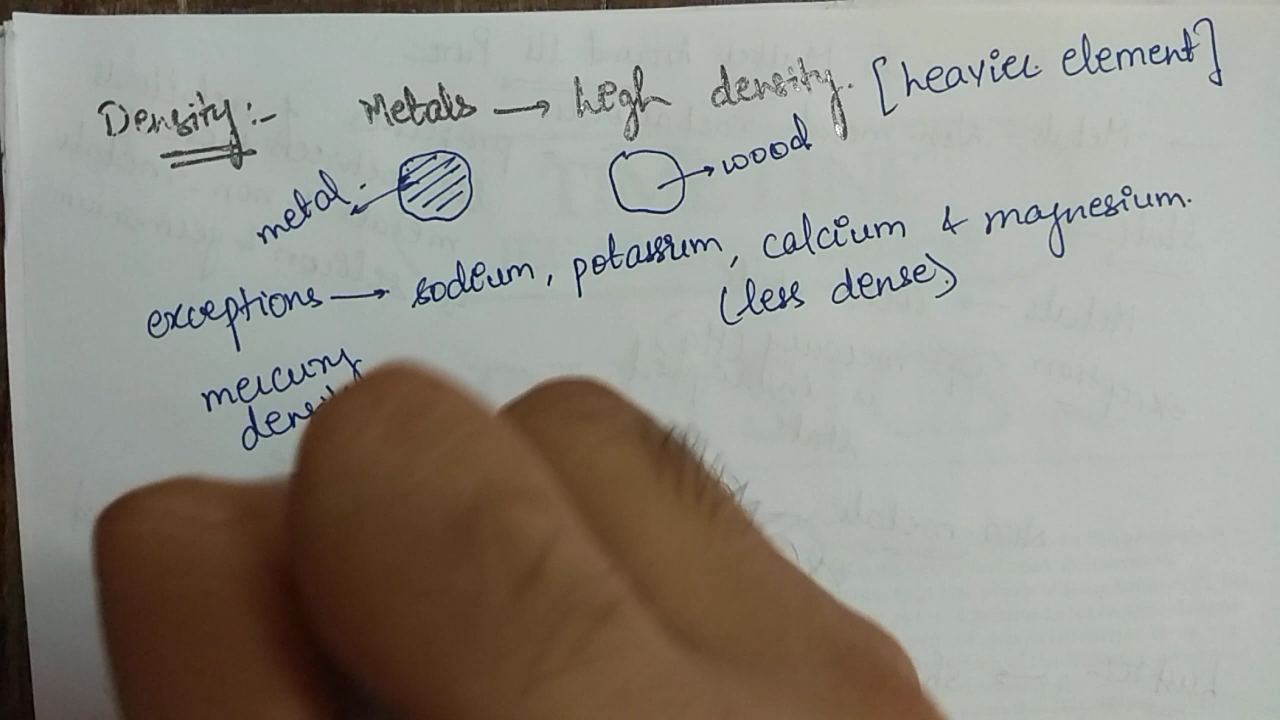 Density:- Metals → high density. [heavier element]
metal. → wood
exceptions → sodium, potassium, calcium & magnesium.
(less dense)
mercury